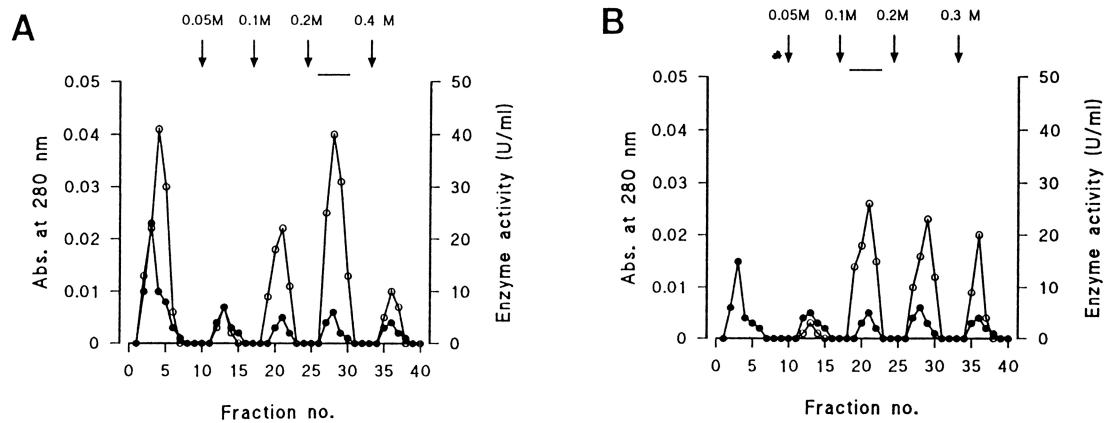 A
0.05M 0.1M 0.2M 0.4 M
0.05 0.04 0.03 0.02 0.01 0
Abs. at 280 nm
50 40 30 20 10 0
Enzyme activity (U/ml)
0 5 10 15 20 25 30 35 40
Fraction no.
B
0.05M 0.1M 0.2M 0.3 M
0.05 0.04 0.03 0.02 0.01 0
Abs. at 280 nm
50 40 30 20 10 0
Enzyme activity (U/ml)
0 5 10 15 20 25 30 35 40
Fraction no.